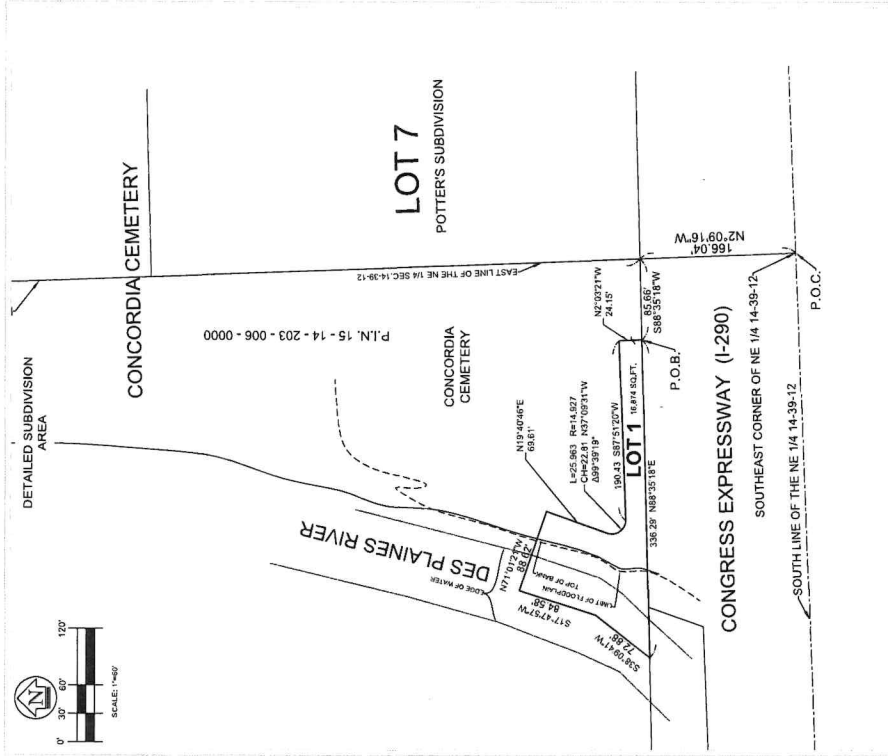 DETAILED SUBDIVISION
AREA
CONCORDIA CEMETERY
LOT 7
POTTER'S SUBDIVISION
EAST LINE OF THE NE 1/4 SEC.14-39-12
P.I.N. 15 - 14 - 203 - 006 - 0000
CONCORDIA
CEMETERY
166.04'
N2°09'16"W
N2°03'21"W
24.15'
85.66'
S88°35'18"W
P.O.C.
P.O.B.
N19°40'46"E
69.61'
L=25.963 R=14.927
CH=22.81 N37°09'31"W
Δ99°39'19"
190.43 S87°51'20"W
LOT 1 16,874 SQ.FT.
336.29' N88°35'18"E
DES PLAINES RIVER
EDGE OF WATER
N71°01'21"W
88.62'
TOP OF BANK
LIMIT OF FLOODPLAIN
S17°47'57"W
84.58'
S38°09'41"W
72.88'
CONGRESS EXPRESSWAY (I-290)
SOUTHEAST CORNER OF NE 1/4 14-39-12
SOUTH LINE OF THE NE 1/4 14-39-12
N
0' 30' 60' 120'
SCALE: 1"=60'